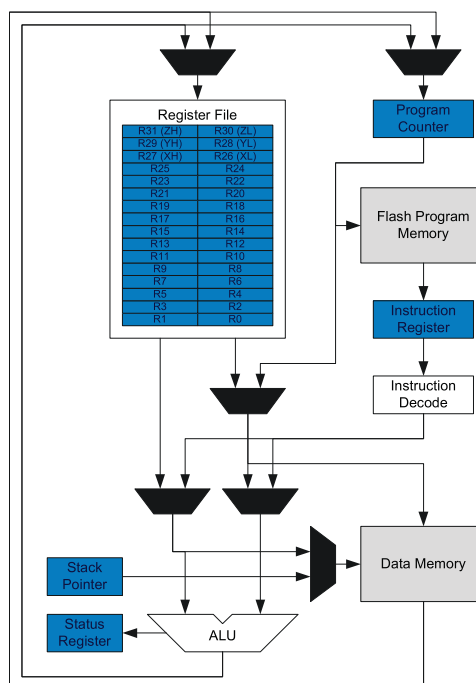 Register File
R31 (ZH) R30 (ZL)
R29 (YH) R28 (YL)
R27 (XH) R26 (XL)
R25 R24
R23 R22
R21 R20
R19 R18
R17 R16
R15 R14
R13 R12
R11 R10
R9 R8
R7 R6
R5 R4
R3 R2
R1 R0
Program
Counter
Flash Program
Memory
Instruction
Register
Instruction
Decode
Data Memory
Stack
Pointer
Status
Register
ALU